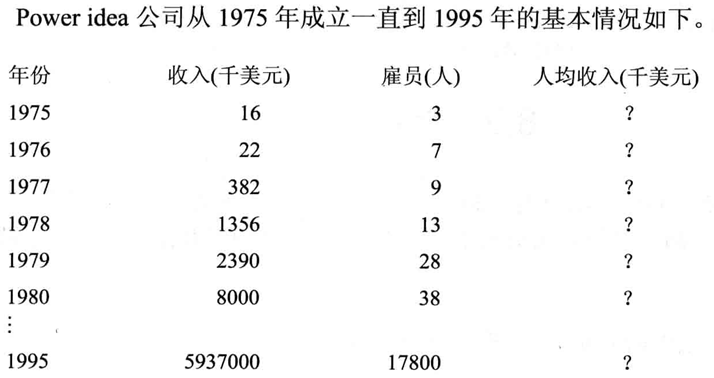 Power idea 公司从 1975 年成立一直到 1995 年的基本情况如下。
年份 收入(千美元) 雇员(人) 人均收入(千美元)
1975 16 3 ?
1976 22 7 ?
1977 382 9 ?
1978 1356 13 ?
1979 2390 28 ?
1980 8000 38 ?
⋮
1995 5937000 17800 ?